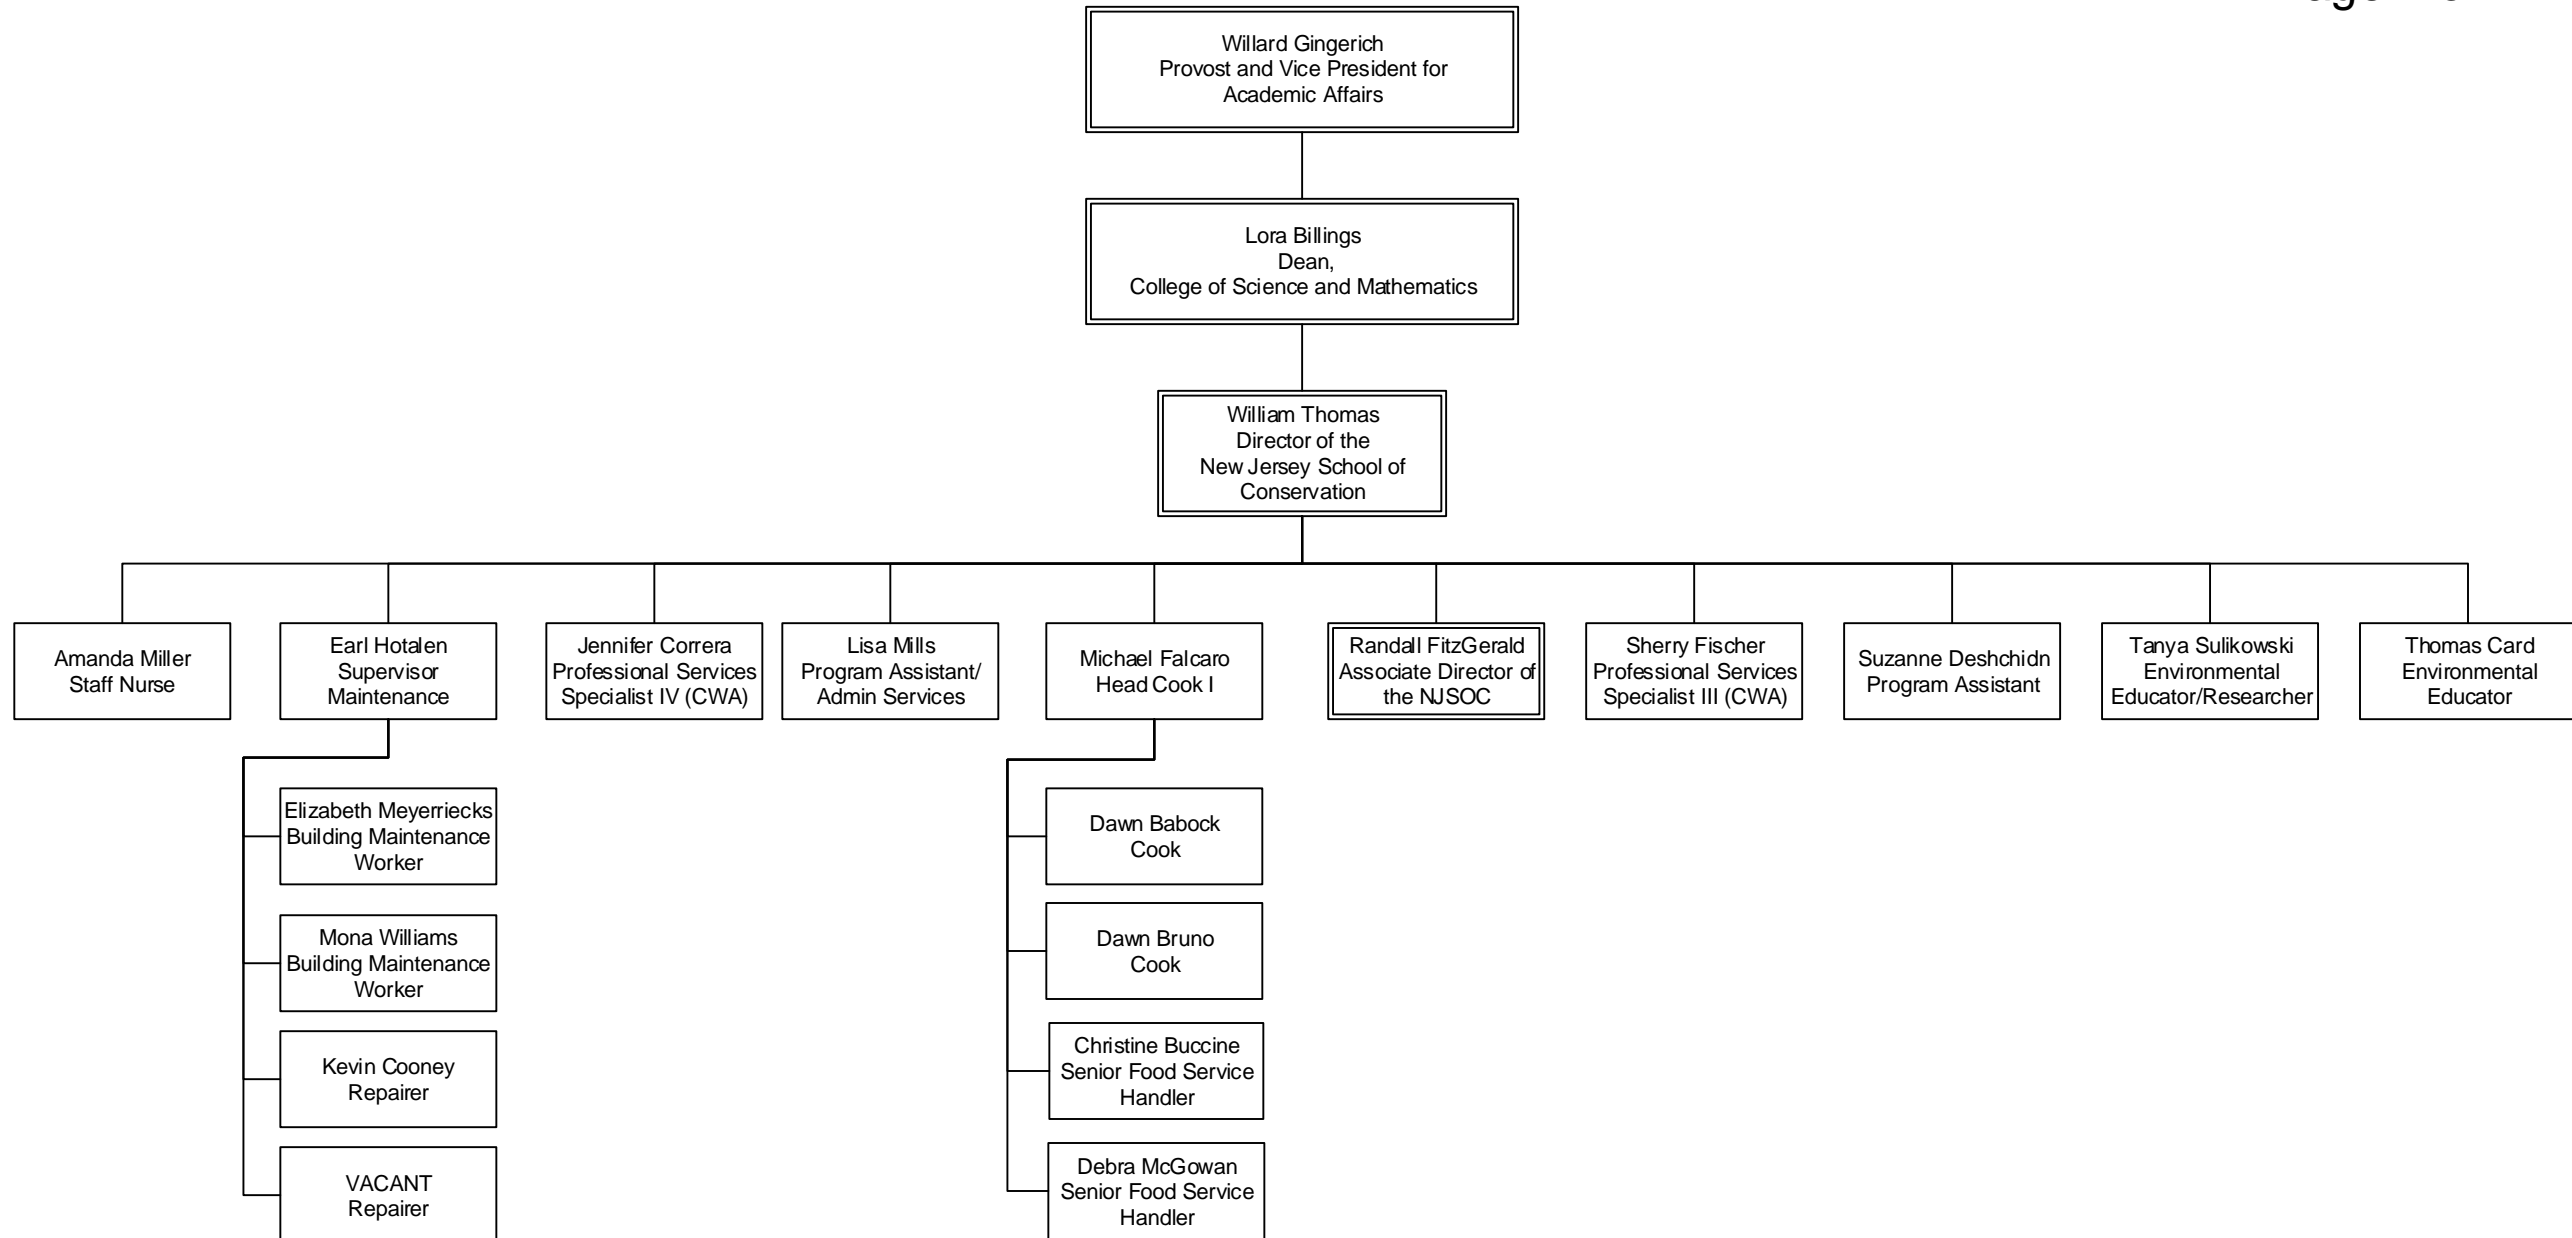 Willard Gingerich
Provost and Vice President for
Academic Affairs
Lora Billings
Dean,
College of Science and Mathematics
William Thomas
Director of the
New Jersey School of
Conservation
Amanda Miller
Staff Nurse
Earl Hotalen
Supervisor
Maintenance
Jennifer Correra
Professional Services
Specialist IV (CWA)
Lisa Mills
Program Assistant/
Admin Services
Michael Falcaro
Head Cook I
Randall FitzGerald
Associate Director of
the NJSOC
Sherry Fischer
Professional Services
Specialist III (CWA)
Suzanne Deshchidn
Program Assistant
Tanya Sulikowski
Environmental
Educator/Researcher
Thomas Card
Environmental
Educator
Elizabeth Meyerriecks
Building Maintenance
Worker
Mona Williams
Building Maintenance
Worker
Kevin Cooney
Repairer
VACANT
Repairer
Dawn Babock
Cook
Dawn Bruno
Cook
Christine Buccine
Senior Food Service
Handler
Debra McGowan
Senior Food Service
Handler